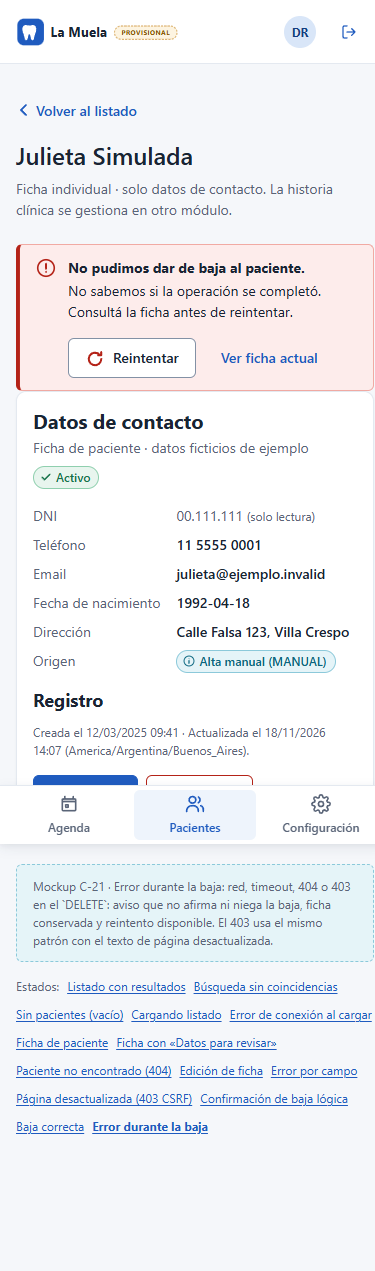 La Muela PROVISIONAL DR
Volver al listado
Julieta Simulada
Ficha individual · solo datos de contacto. La historia
clínica se gestiona en otro módulo.
No pudimos dar de baja al paciente.
No sabemos si la operación se completó.
Consultá la ficha antes de reintentar.
Reintentar Ver ficha actual
Datos de contacto
Ficha de paciente · datos ficticios de ejemplo
Activo
DNI 00.111.111 (solo lectura)
Teléfono 11 5555 0001
Email julieta@ejemplo.invalid
Fecha de nacimiento 1992-04-18
Dirección Calle Falsa 123, Villa Crespo
Origen Alta manual (MANUAL)
Registro
Creada el 12/03/2025 09:41 · Actualizada el 18/11/2026
14:07 (America/Argentina/Buenos_Aires).
Agenda Pacientes Configuración
Mockup C-21 · Error durante la baja: red, timeout, 404 o 403
en el `DELETE`: aviso que no afirma ni niega la baja, ficha
conservada y reintento disponible. El 403 usa el mismo
patrón con el texto de página desactualizada.
Estados: Listado con resultados Búsqueda sin coincidencias
Sin pacientes (vacío) Cargando listado Error de conexión al cargar
Ficha de paciente Ficha con «Datos para revisar»
Paciente no encontrado (404) Edición de ficha Error por campo
Página desactualizada (403 CSRF) Confirmación de baja lógica
Baja correcta Error durante la baja